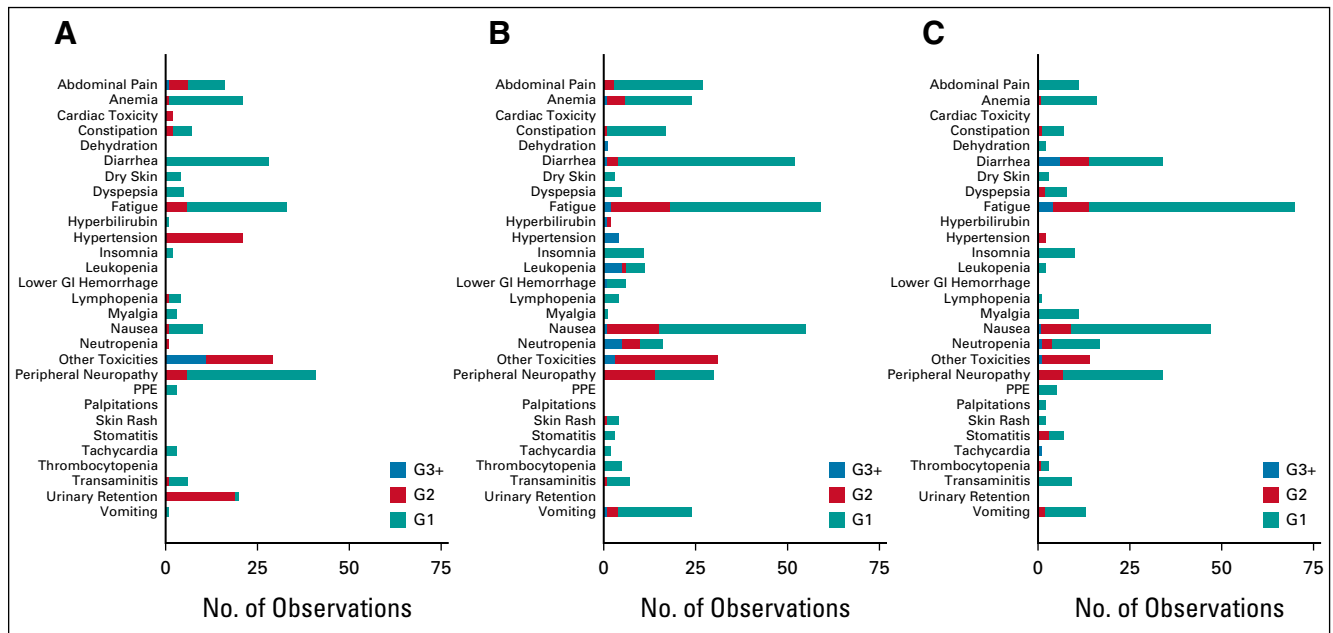 A
Abdominal Pain
Anemia
Cardiac Toxicity
Constipation
Dehydration
Diarrhea
Dry Skin
Dyspepsia
Fatigue
Hyperbilirubin
Hypertension
Insomnia
Leukopenia
Lower GI Hemorrhage
Lymphopenia
Myalgia
Nausea
Neutropenia
Other Toxicities
Peripheral Neuropathy
PPE
Palpitations
Skin Rash
Stomatitis
Tachycardia
Thrombocytopenia
Transaminitis
Urinary Retention
Vomiting
G3+
G2
G1
0 25 50 75
No. of Observations
B
Abdominal Pain
Anemia
Cardiac Toxicity
Constipation
Dehydration
Diarrhea
Dry Skin
Dyspepsia
Fatigue
Hyperbilirubin
Hypertension
Insomnia
Leukopenia
Lower GI Hemorrhage
Lymphopenia
Myalgia
Nausea
Neutropenia
Other Toxicities
Peripheral Neuropathy
PPE
Palpitations
Skin Rash
Stomatitis
Tachycardia
Thrombocytopenia
Transaminitis
Urinary Retention
Vomiting
G3+
G2
G1
0 25 50 75
No. of Observations
C
Abdominal Pain
Anemia
Cardiac Toxicity
Constipation
Dehydration
Diarrhea
Dry Skin
Dyspepsia
Fatigue
Hyperbilirubin
Hypertension
Insomnia
Leukopenia
Lower GI Hemorrhage
Lymphopenia
Myalgia
Nausea
Neutropenia
Other Toxicities
Peripheral Neuropathy
PPE
Palpitations
Skin Rash
Stomatitis
Tachycardia
Thrombocytopenia
Transaminitis
Urinary Retention
Vomiting
G3+
G2
G1
0 25 50 75
No. of Observations